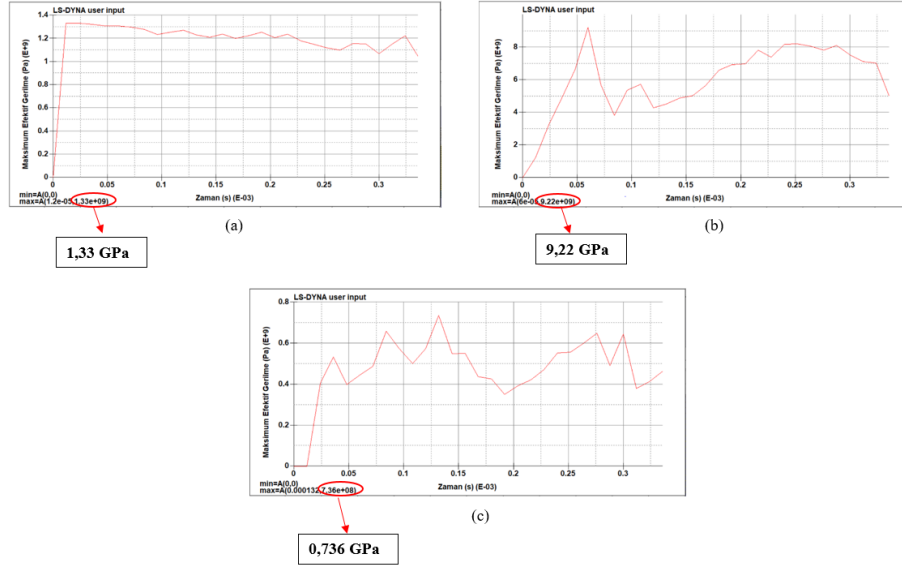 LS-DYNA user input
Maksimum Efektif Gerilme (Pa) (E+9)
1.4
1.2
1
0.8
0.6
0.4
0.2
0
0
0.05
0.1
0.15
0.2
0.25
0.3
min=A(0,0)
max=A(1.2e-05,1.33e+09)
Zaman (s) (E-03)
(a)
1,33 GPa
LS-DYNA user input
Maksimum Efektif Gerilme (Pa) (E+9)
8
6
4
2
0
0
0.05
0.1
0.15
0.2
0.25
0.3
min=A(0,0)
max=A(6e-05,9.22e+09)
Zaman (s) (E-03)
(b)
9,22 GPa
LS-DYNA user input
Maksimum Efektif Gerilme (Pa) (E+9)
0.8
0.6
0.4
0.2
0
0
0.05
0.1
0.15
0.2
0.25
0.3
min=A(0,0)
max=A(0.000132,7.36e+08)
Zaman (s) (E-03)
(c)
0,736 GPa